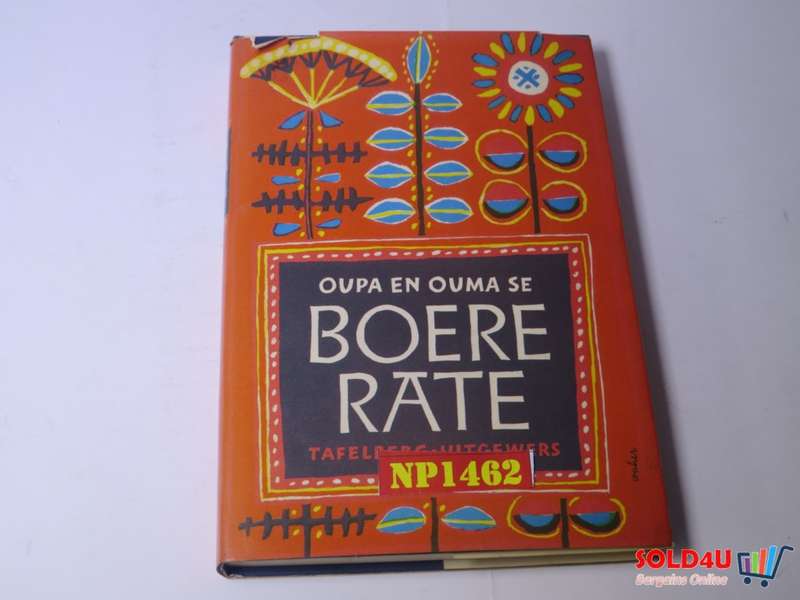 OUPA EN OUMA SE
BOERE
RATE
TAFELBERG-UITGEWERS
NP1462
SOLD4U
Bargains Online